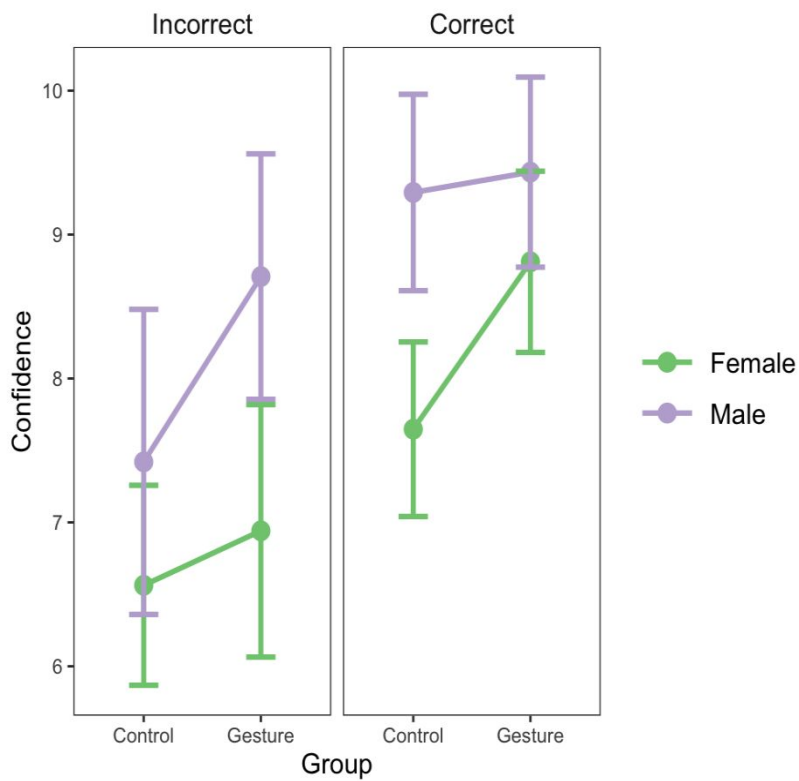 Incorrect Correct
10
9
8
7
6
Confidence
Control Gesture Control Gesture
Group
Female
Male